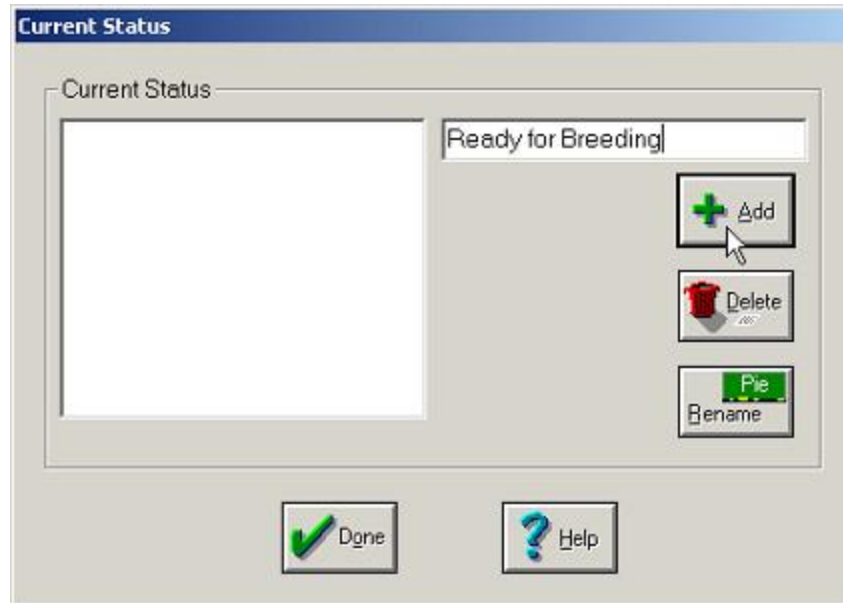 Current Status
Current Status
Ready for Breeding
Add
Delete
Pie
Rename
Done
Help